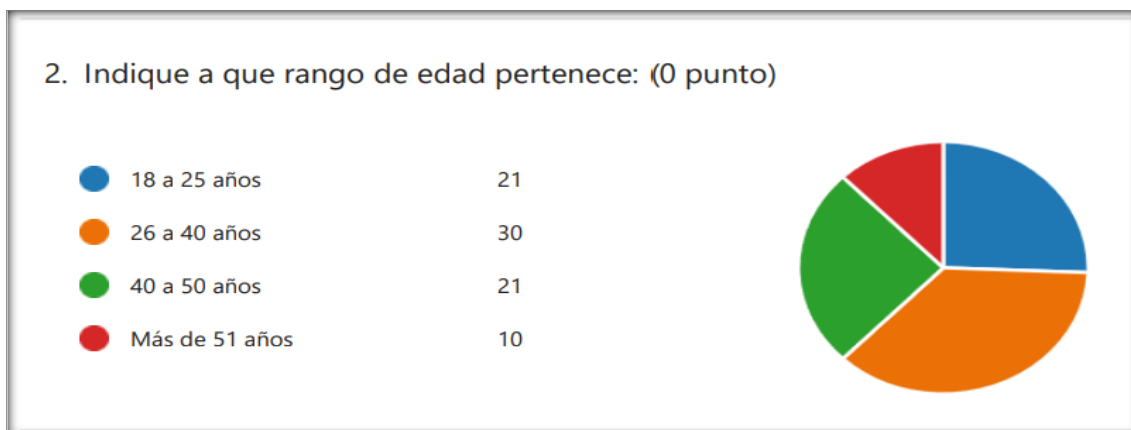 2. Indique a que rango de edad pertenece: (0 punto)
18 a 25 años 21
26 a 40 años 30
40 a 50 años 21
Más de 51 años 10